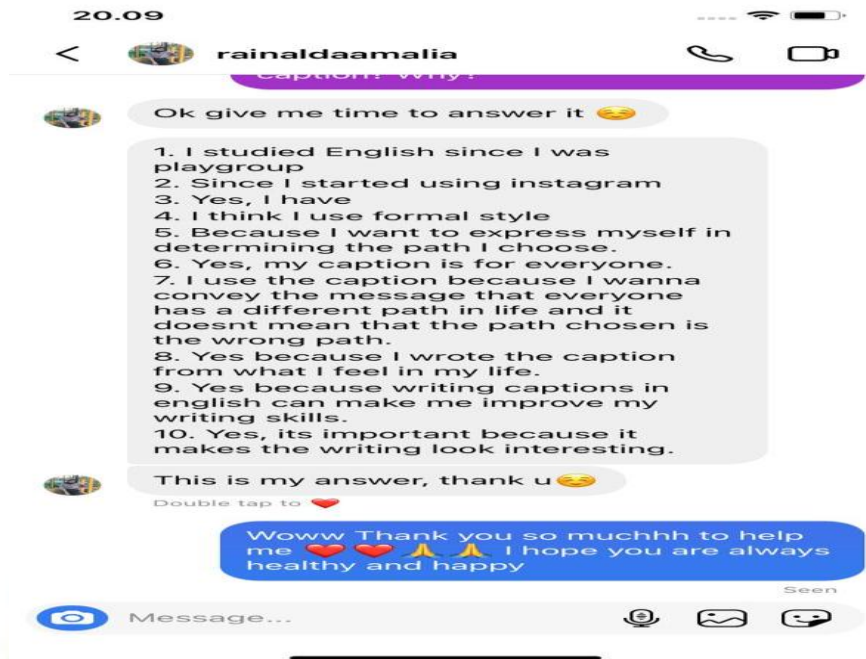 20.09
rainaldaamalia
caption? Why?
Ok give me time to answer it ☺️
1. I studied English since I was
playgroup
2. Since I started using instagram
3. Yes, I have
4. I think I use formal style
5. Because I want to express myself in
determining the path I choose.
6. Yes, my caption is for everyone.
7. I use the caption because I wanna
convey the message that everyone
has a different path in life and it
doesnt mean that the path chosen is
the wrong path.
8. Yes because I wrote the caption
from what I feel in my life.
9. Yes because writing captions in
english can make me improve my
writing skills.
10. Yes, its important because it
makes the writing look interesting.
This is my answer, thank u☺️
Double tap to ❤️
Woww Thank you so muchhh to help
me ❤️ ❤️ 🙏 🙏 I hope you are always
healthy and happy
Seen
Message...